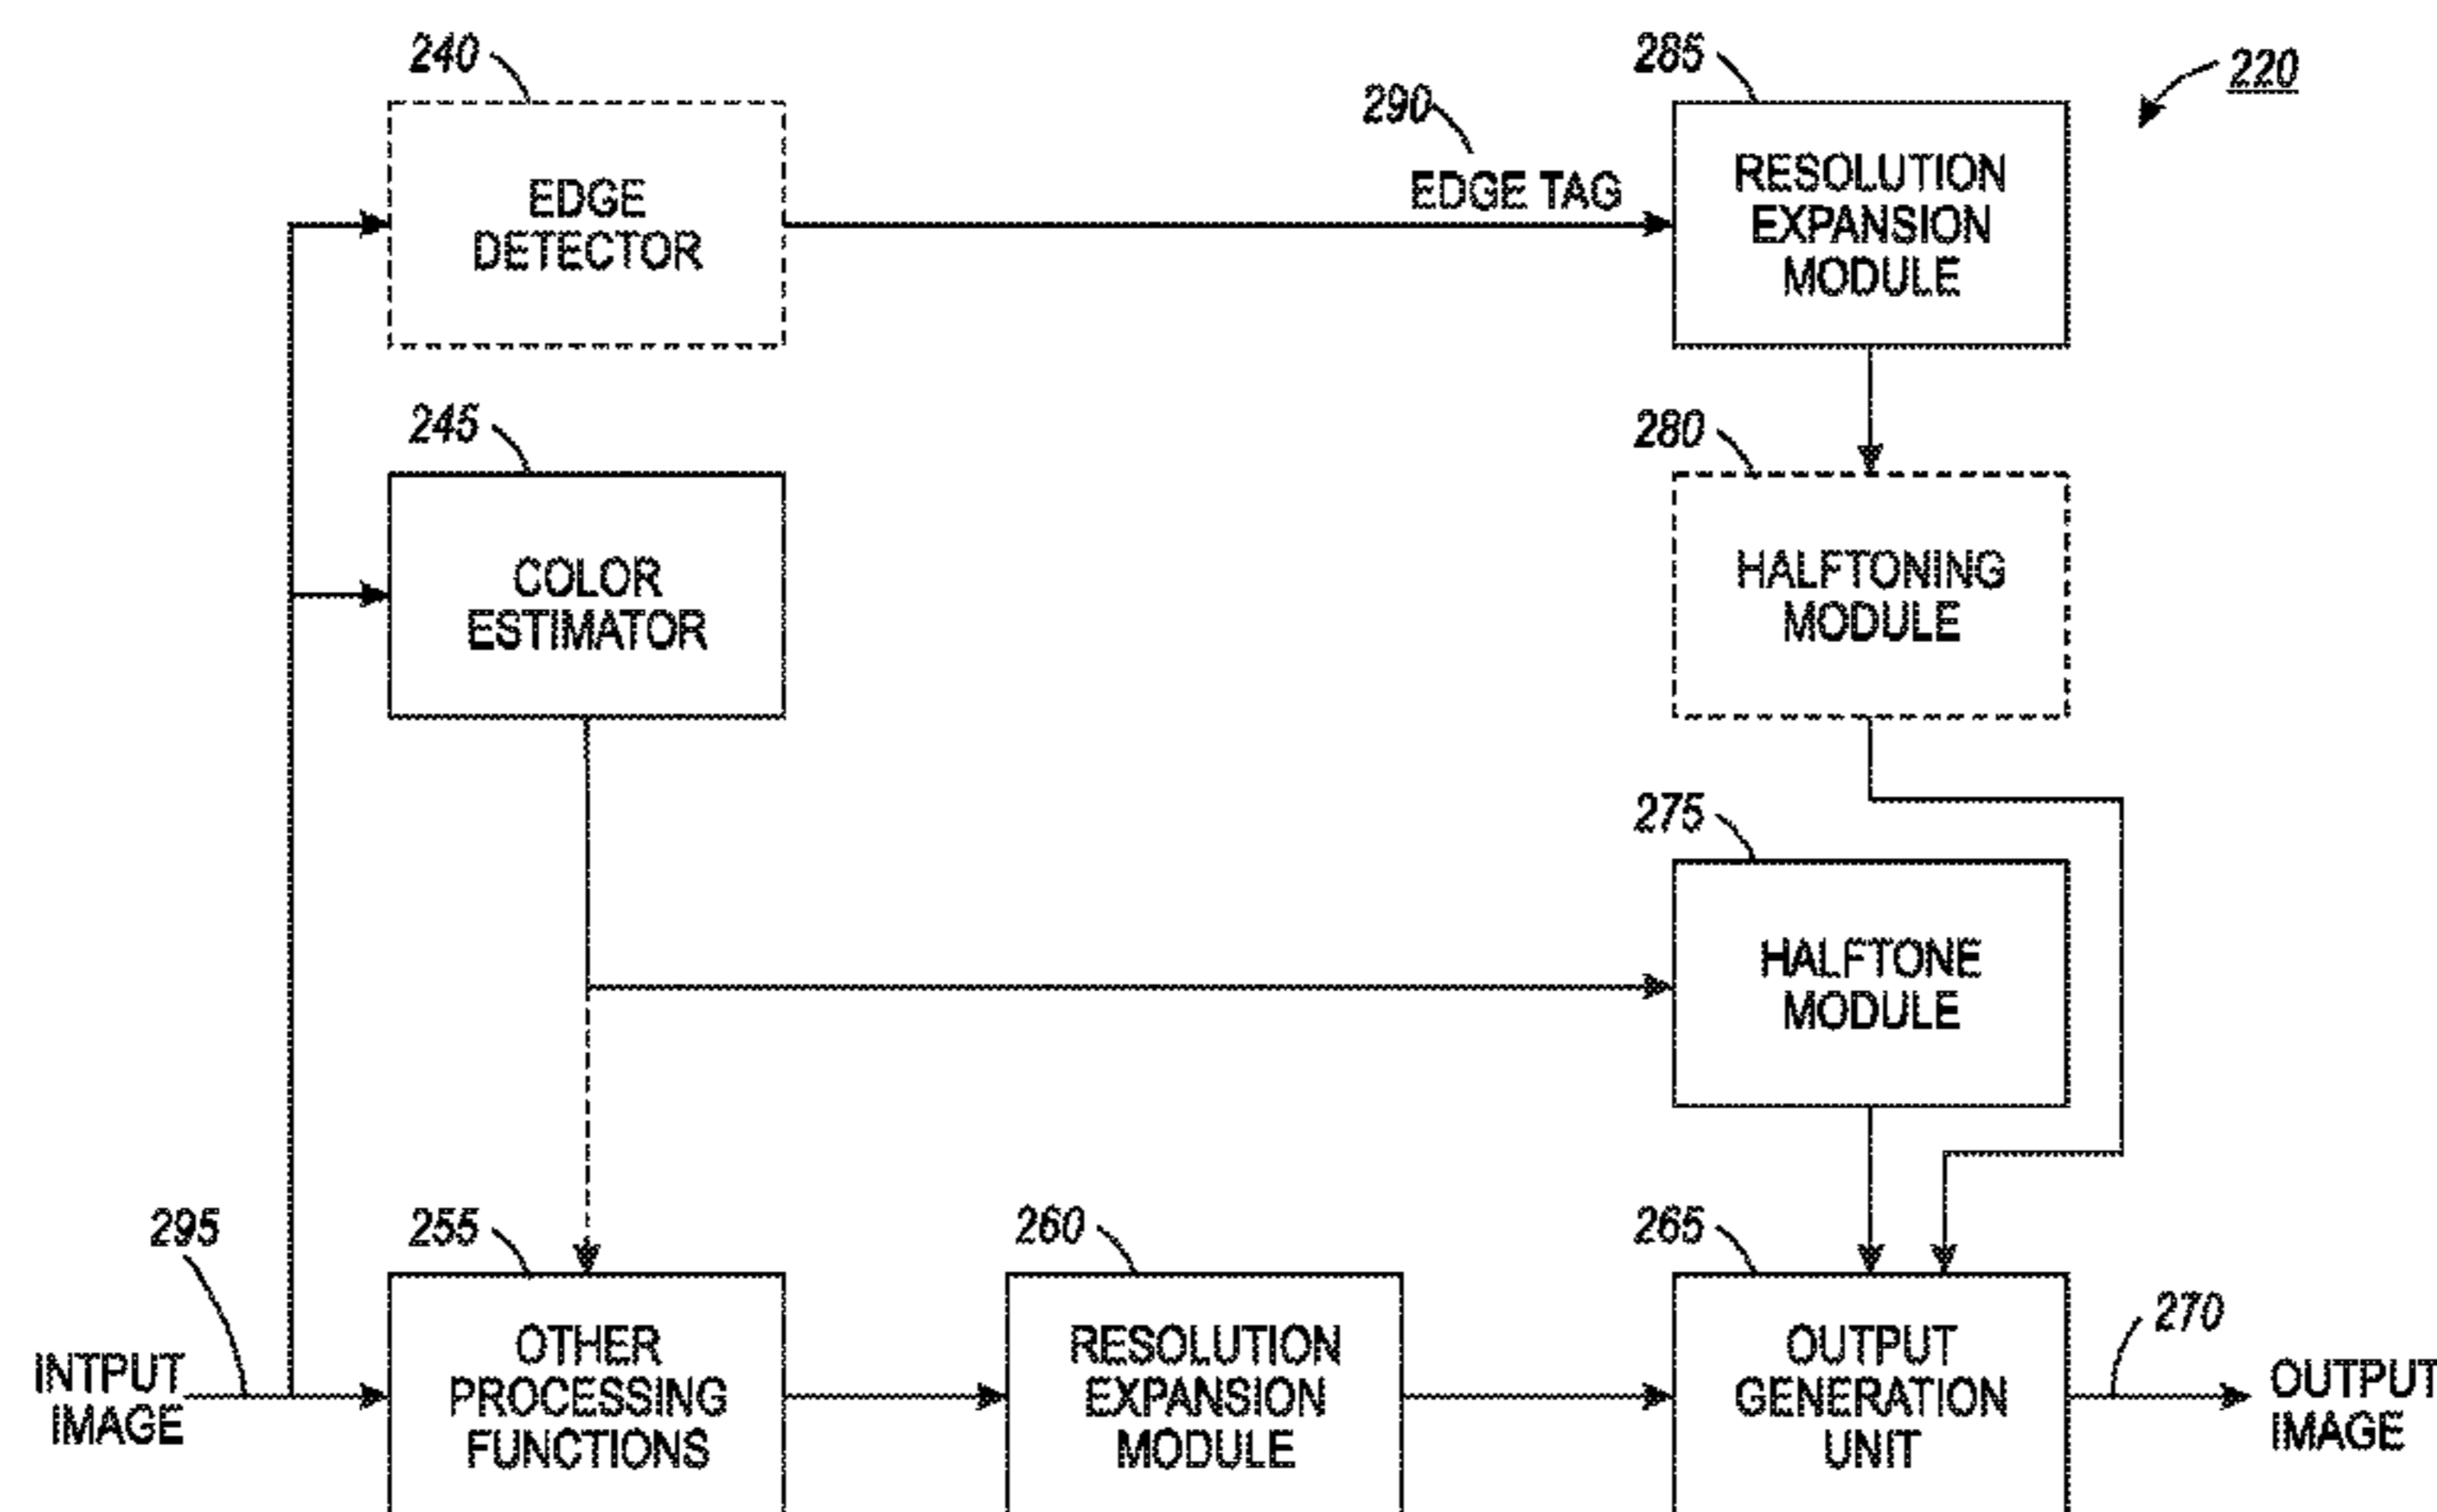 240
285
220
290
EDGE
DETECTOR
EDGE TAG
RESOLUTION
EXPANSION
MODULE
245
280
COLOR
ESTIMATOR
HALFTONING
MODULE
275
HALFTONE
MODULE
295
255
260
265
270
INTPUT
IMAGE
OTHER
PROCESSING
FUNCTIONS
RESOLUTION
EXPANSION
MODULE
OUTPUT
GENERATION
UNIT
OUTPUT
IMAGE